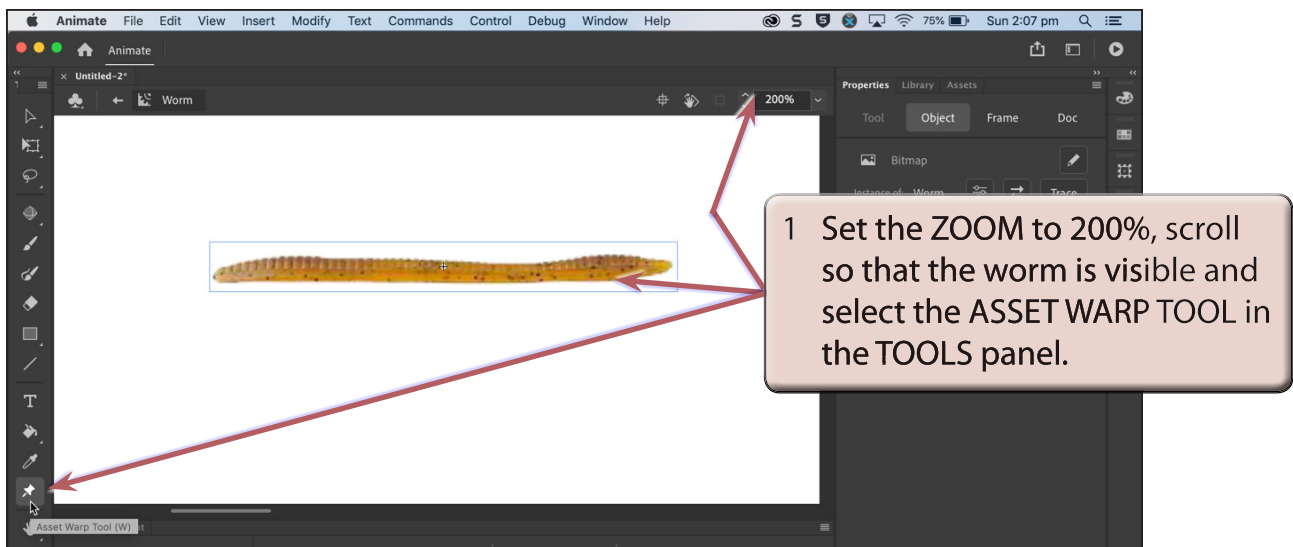 Animate File Edit View Insert Modify Text Commands Control Debug Window Help 75% Sun 2:07 pm
Animate
× Untitled-2*
Properties Library Assets
Worm 200%
Tool Object Frame Doc
Bitmap
Instance of: Worm Trace
1 Set the ZOOM to 200%, scroll
so that the worm is visible and
select the ASSET WARP TOOL in
the TOOLS panel.
T
Asset Warp Tool (W)